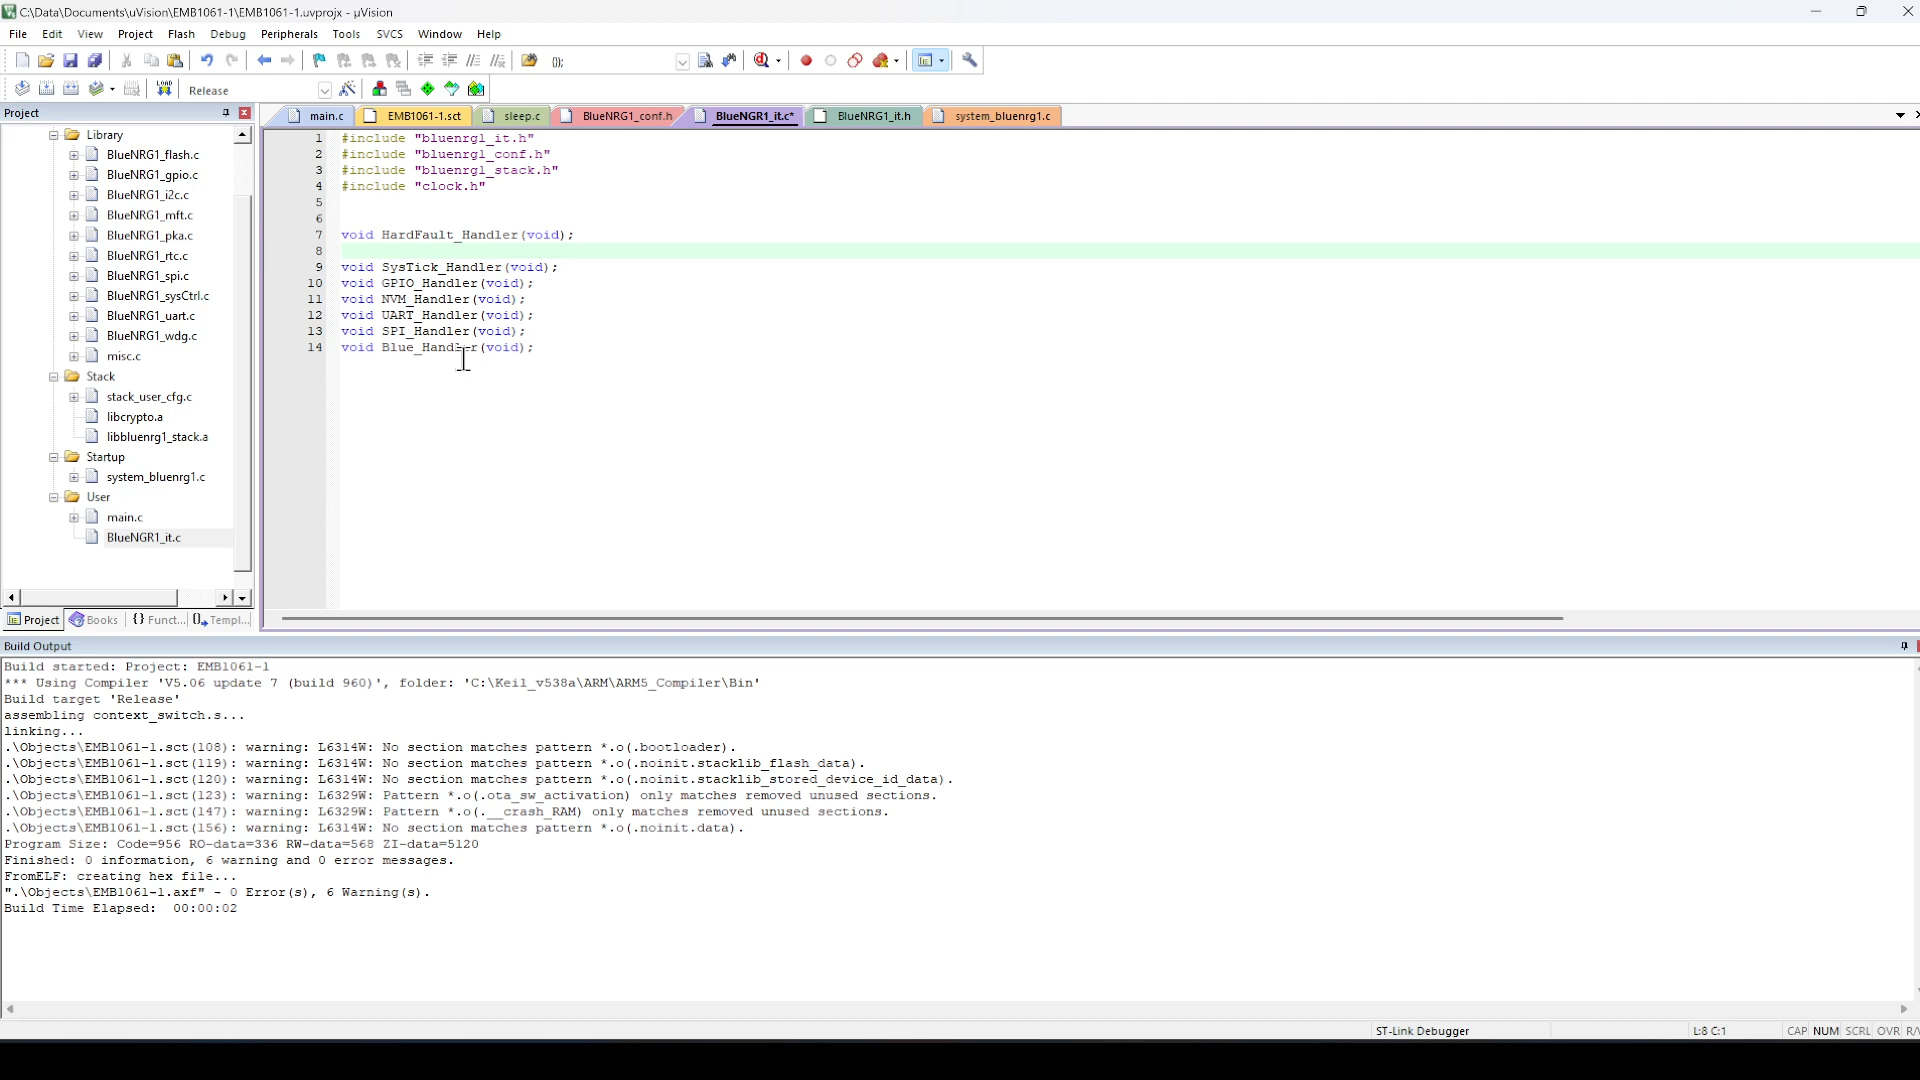 C:\Data\Documents\uVision\EMB1061-1\EMB1061-1.uvprojx - µVision
File Edit View Project Flash Debug Peripherals Tools SVCS Window Help
LOAD Release
Project
main.c EMB1061-1.sct sleep.c BlueNRG1_conf.h BlueNGR1_it.c* BlueNRG1_it.h system_bluenrg1.c
Library
BlueNRG1_flash.c
BlueNRG1_gpio.c
BlueNRG1_i2c.c
BlueNRG1_mft.c
BlueNRG1_pka.c
BlueNRG1_rtc.c
BlueNRG1_spi.c
BlueNRG1_sysCtrl.c
BlueNRG1_uart.c
BlueNRG1_wdg.c
misc.c
Stack
stack_user_cfg.c
libcrypto.a
libbluenrg1_stack.a
Startup
system_bluenrg1.c
User
main.c
BlueNGR1_it.c
Project Books {} Funct... Templ...
1 #include "bluenrg1_it.h"
2 #include "bluenrg1_conf.h"
3 #include "bluenrg1_stack.h"
4 #include "clock.h"
5
6
7 void HardFault_Handler(void);
8
9 void SysTick_Handler(void);
10 void GPIO_Handler(void);
11 void NVM_Handler(void);
12 void UART_Handler(void);
13 void SPI_Handler(void);
14 void Blue_Handler(void);
Build Output
Build started: Project: EMB1061-1
*** Using Compiler 'V5.06 update 7 (build 960)', folder: 'C:\Keil_v538a\ARM\ARM5_Compiler\Bin'
Build target 'Release'
assembling context_switch.s...
linking...
.\Objects\EMB1061-1.sct(108): warning: L6314W: No section matches pattern *.o(.bootloader).
.\Objects\EMB1061-1.sct(119): warning: L6314W: No section matches pattern *.o(.noinit.stacklib_flash_data).
.\Objects\EMB1061-1.sct(120): warning: L6314W: No section matches pattern *.o(.noinit.stacklib_stored_device_id_data).
.\Objects\EMB1061-1.sct(123): warning: L6329W: Pattern *.o(.ota_sw_activation) only matches removed unused sections.
.\Objects\EMB1061-1.sct(147): warning: L6329W: Pattern *.o(.__crash_RAM) only matches removed unused sections.
.\Objects\EMB1061-1.sct(156): warning: L6314W: No section matches pattern *.o(.noinit.data).
Program Size: Code=956 RO-data=336 RW-data=568 ZI-data=5120
Finished: 0 information, 6 warning and 0 error messages.
FromELF: creating hex file...
".\Objects\EMB1061-1.axf" - 0 Error(s), 6 Warning(s).
Build Time Elapsed: 00:00:02
ST-Link Debugger L:8 C:1 CAP NUM SCRL OVR R/